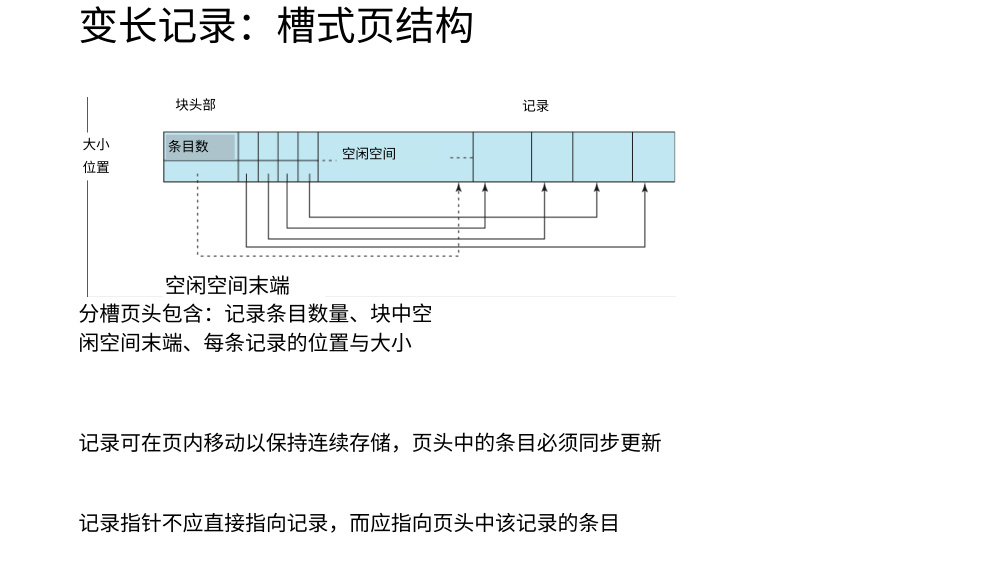 变长记录：槽式页结构
块头部
记录
大小
位置
条目数
空闲空间
空闲空间末端
分槽页头包含：记录条目数量、块中空
闲空间末端、每条记录的位置与大小
记录可在页内移动以保持连续存储，页头中的条目必须同步更新
记录指针不应直接指向记录，而应指向页头中该记录的条目